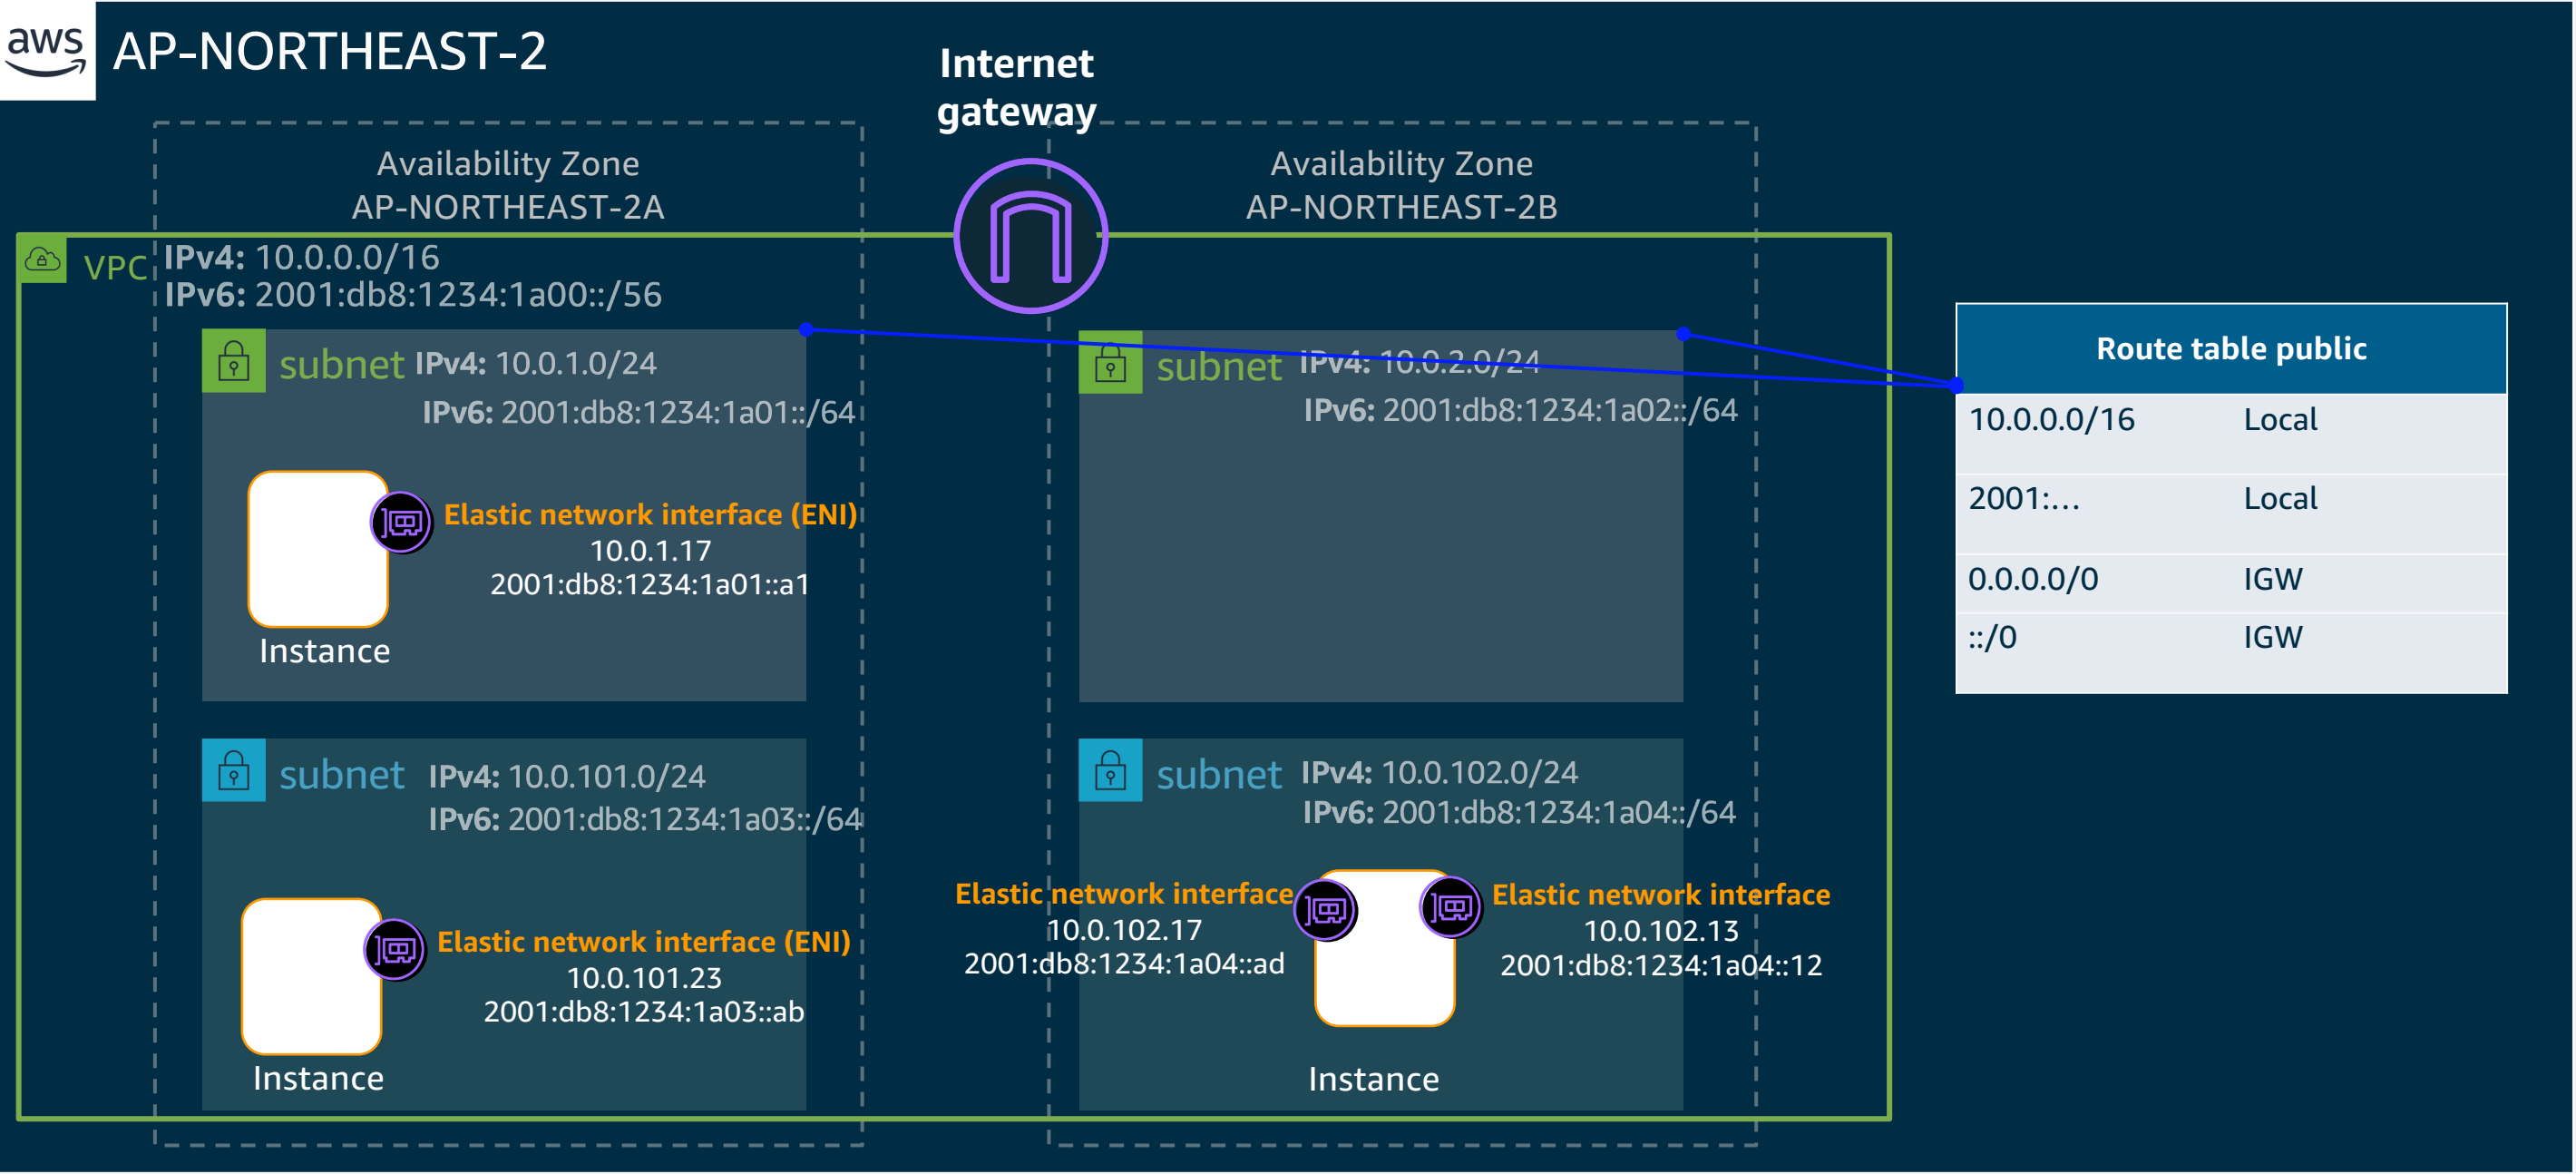 aws
AP-NORTHEAST-2
Internet
gateway
Availability Zone
AP-NORTHEAST-2A
Availability Zone
AP-NORTHEAST-2B
VPC
IPv4: 10.0.0.0/16
IPv6: 2001:db8:1234:1a00::/56
subnet IPv4: 10.0.1.0/24
IPv6: 2001:db8:1234:1a01::/64
Elastic network interface (ENI)
10.0.1.17
2001:db8:1234:1a01::a1
Instance
subnet IPv4: 10.0.2.0/24
IPv6: 2001:db8:1234:1a02::/64
subnet IPv4: 10.0.101.0/24
IPv6: 2001:db8:1234:1a03::/64
Elastic network interface (ENI)
10.0.101.23
2001:db8:1234:1a03::ab
Instance
subnet IPv4: 10.0.102.0/24
IPv6: 2001:db8:1234:1a04::/64
Elastic network interface
10.0.102.17
2001:db8:1234:1a04::ad
Elastic network interface
10.0.102.13
2001:db8:1234:1a04::12
Instance
Route table public
10.0.0.0/16 Local
2001:... Local
0.0.0.0/0 IGW
::/0 IGW